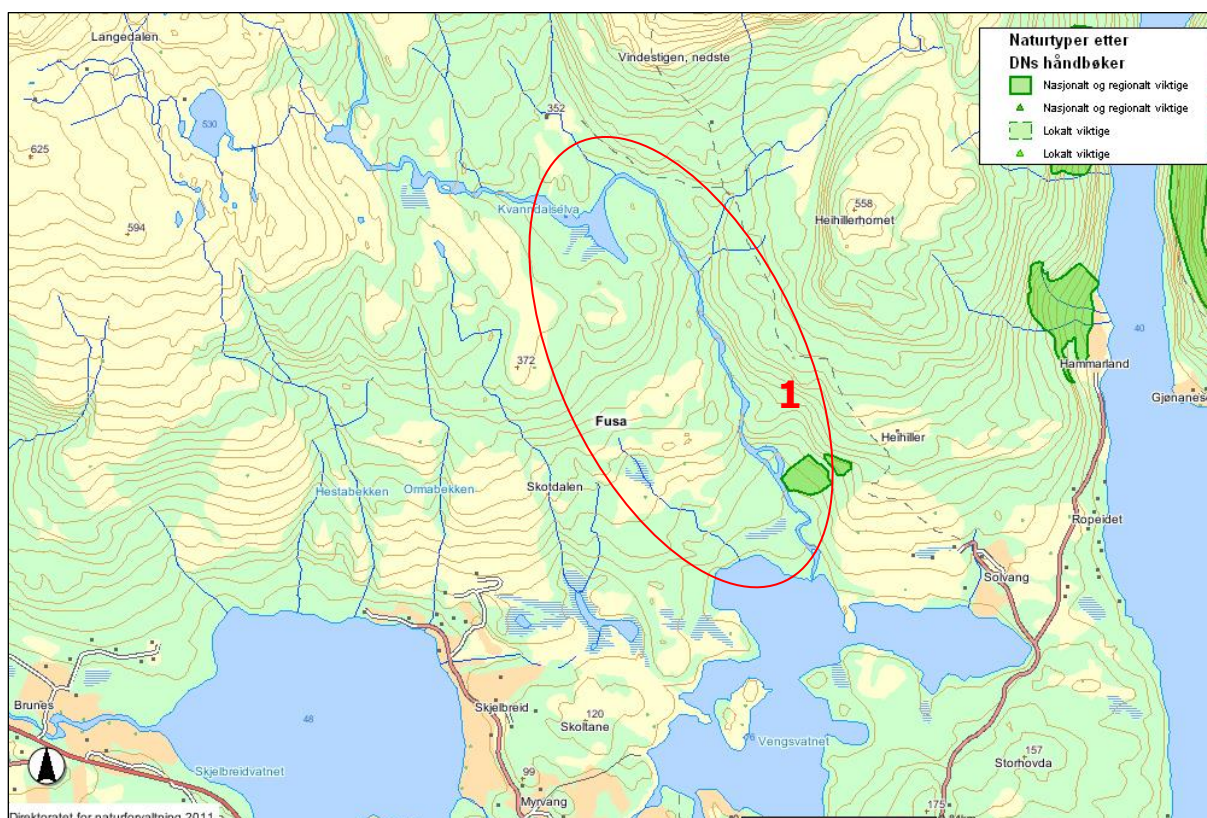 Langedalen
Vindestigen, nedste
Naturtyper etter
DNs håndbøker
Nasjonalt og regionalt viktige
Nasjonalt og regionalt viktige
Lokalt viktige
Lokalt viktige
352
530
625
594
Kvanndalselva
558
Heihillerhornet
40
372
Hammarland
1
Gjønanese
Fusa
Heihiller
Hestabekken
Ormabekken
Skotdalen
Ropeidet
Solvang
Brunes
48
Skjelbreid
120
Skoltane
Vengsvatnet
157
Storhovda
Skjelbreidvatnet
99
Myrvang
175
Direktoratet for naturforvaltning 2011